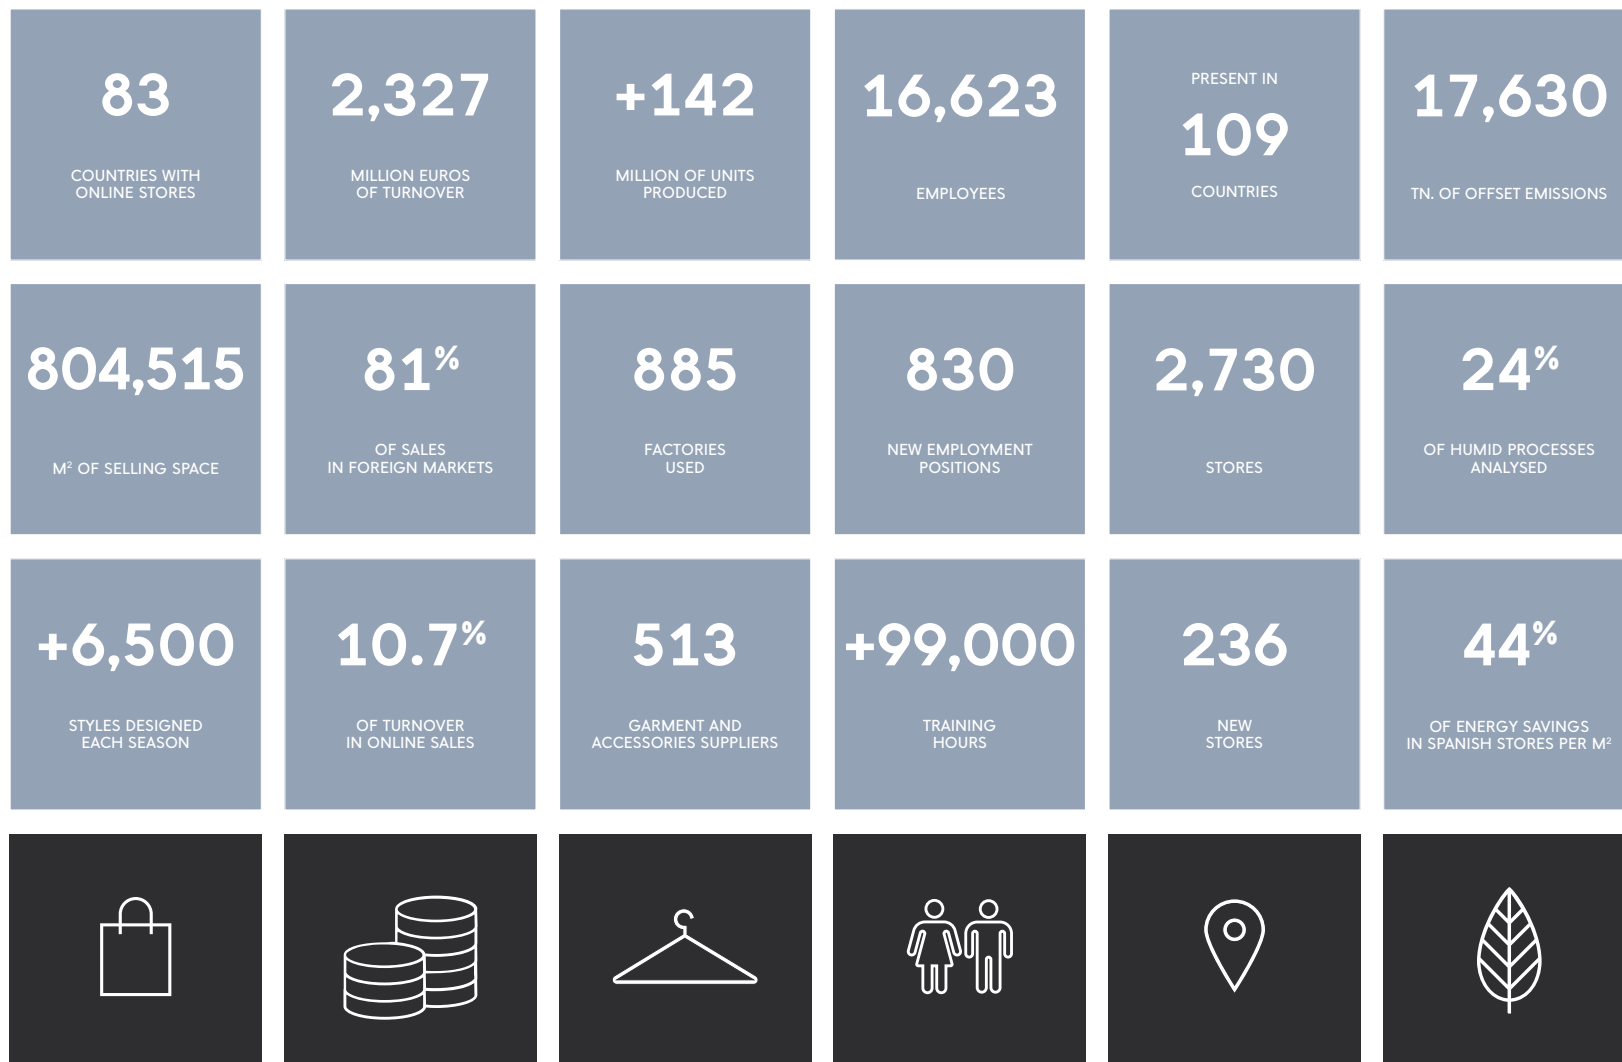 83
COUNTRIES WITH
ONLINE STORES
2,327
MILLION EUROS
OF TURNOVER
+142
MILLION OF UNITS
PRODUCED
16,623
EMPLOYEES
PRESENT IN
109
COUNTRIES
17,630
TN. OF OFFSET EMISSIONS
804,515
M² OF SELLING SPACE
81%
OF SALES
IN FOREIGN MARKETS
885
FACTORIES
USED
830
NEW EMPLOYMENT
POSITIONS
2,730
STORES
24%
OF HUMID PROCESSES
ANALYSED
+6,500
STYLES DESIGNED
EACH SEASON
10.7%
OF TURNOVER
IN ONLINE SALES
513
GARMENT AND
ACCESSORIES SUPPLIERS
+99,000
TRAINING
HOURS
236
NEW
STORES
44%
OF ENERGY SAVINGS
IN SPANISH STORES PER M²